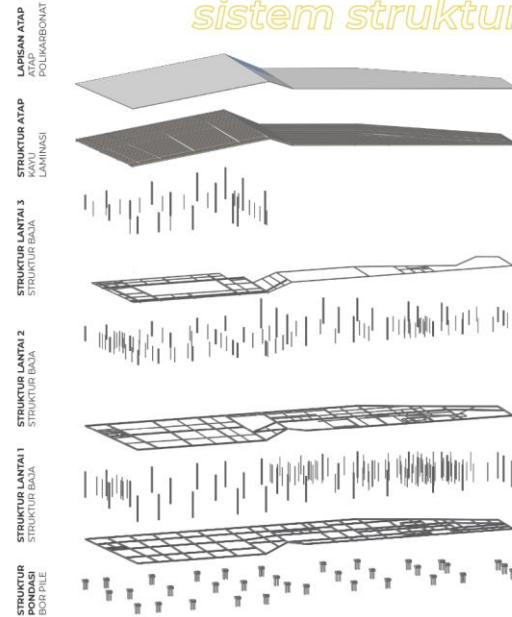 sistem struktur
LAPISAN ATAP
ATAP
POLIKARBONAT
STRUKTUR ATAP
KAYU
LAMINASI
STRUKTUR LANTAI 3
STRUKTUR BAJA
STRUKTUR LANTAI 2
STRUKTUR BAJA
STRUKTUR LANTAI 1
STRUKTUR BAJA
STRUKTUR
PONDASI
BOR PILE